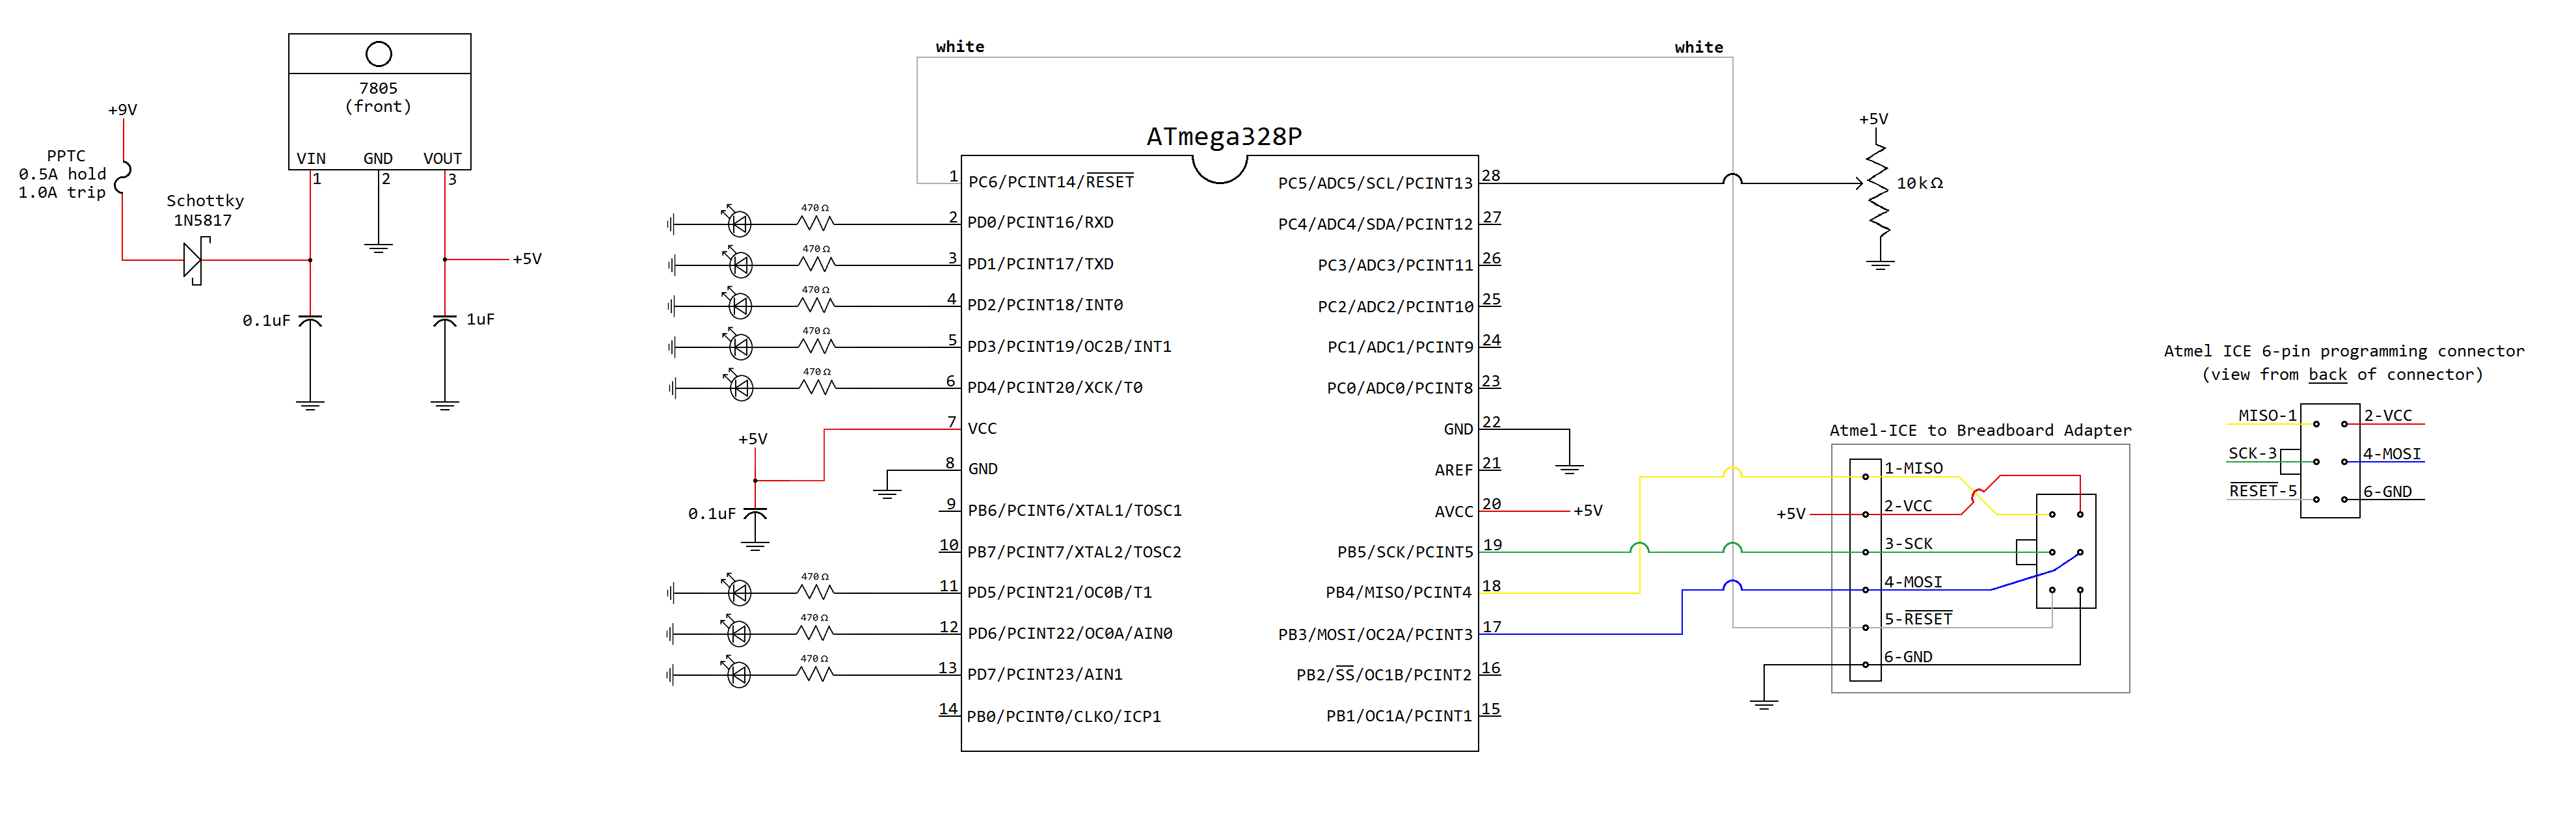 +9V
PPTC
0.5A hold
1.0A trip
Schottky
1N5817
7805
(front)
VIN GND VOUT
1 2 3
+5V
0.1uF
1uF
white
white
ATmega328P
1 PC6/PCINT14/RESET
470Ω 2 PD0/PCINT16/RXD
470Ω 3 PD1/PCINT17/TXD
470Ω 4 PD2/PCINT18/INT0
470Ω 5 PD3/PCINT19/OC2B/INT1
470Ω 6 PD4/PCINT20/XCK/T0
7 VCC
+5V
0.1uF
8 GND
9 PB6/PCINT6/XTAL1/TOSC1
10 PB7/PCINT7/XTAL2/TOSC2
470Ω 11 PD5/PCINT21/OC0B/T1
470Ω 12 PD6/PCINT22/OC0A/AIN0
470Ω 13 PD7/PCINT23/AIN1
14 PB0/PCINT0/CLKO/ICP1
PC5/ADC5/SCL/PCINT13 28
PC4/ADC4/SDA/PCINT12 27
PC3/ADC3/PCINT11 26
PC2/ADC2/PCINT10 25
PC1/ADC1/PCINT9 24
PC0/ADC0/PCINT8 23
GND 22
AREF 21
AVCC 20 +5V
PB5/SCK/PCINT5 19
PB4/MISO/PCINT4 18
PB3/MOSI/OC2A/PCINT3 17
PB2/SS/OC1B/PCINT2 16
PB1/OC1A/PCINT1 15
+5V
10kΩ
Atmel-ICE to Breadboard Adapter
1-MISO
+5V 2-VCC
3-SCK
4-MOSI
5-RESET
6-GND
Atmel ICE 6-pin programming connector
(view from back of connector)
MISO-1 2-VCC
SCK-3 4-MOSI
RESET-5 6-GND